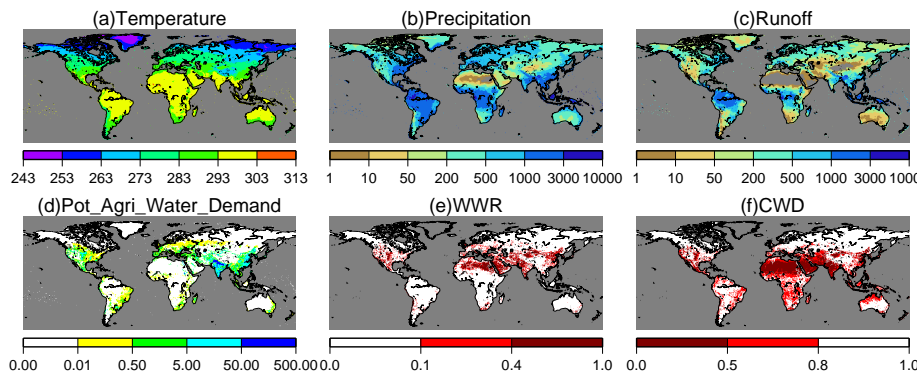 (a)Temperature
(b)Precipitation
(c)Runoff
243 253 263 273 283 293 303 313
1 10 50 200 500 1000 3000 10000
1 10 50 200 500 1000 3000 1000
(d)Pot_Agri_Water_Demand
(e)WWR
(f)CWD
0.00 0.01 0.50 5.00 50.00 500.00
0.0 0.1 0.4 1.0
0.0 0.5 0.8 1.0